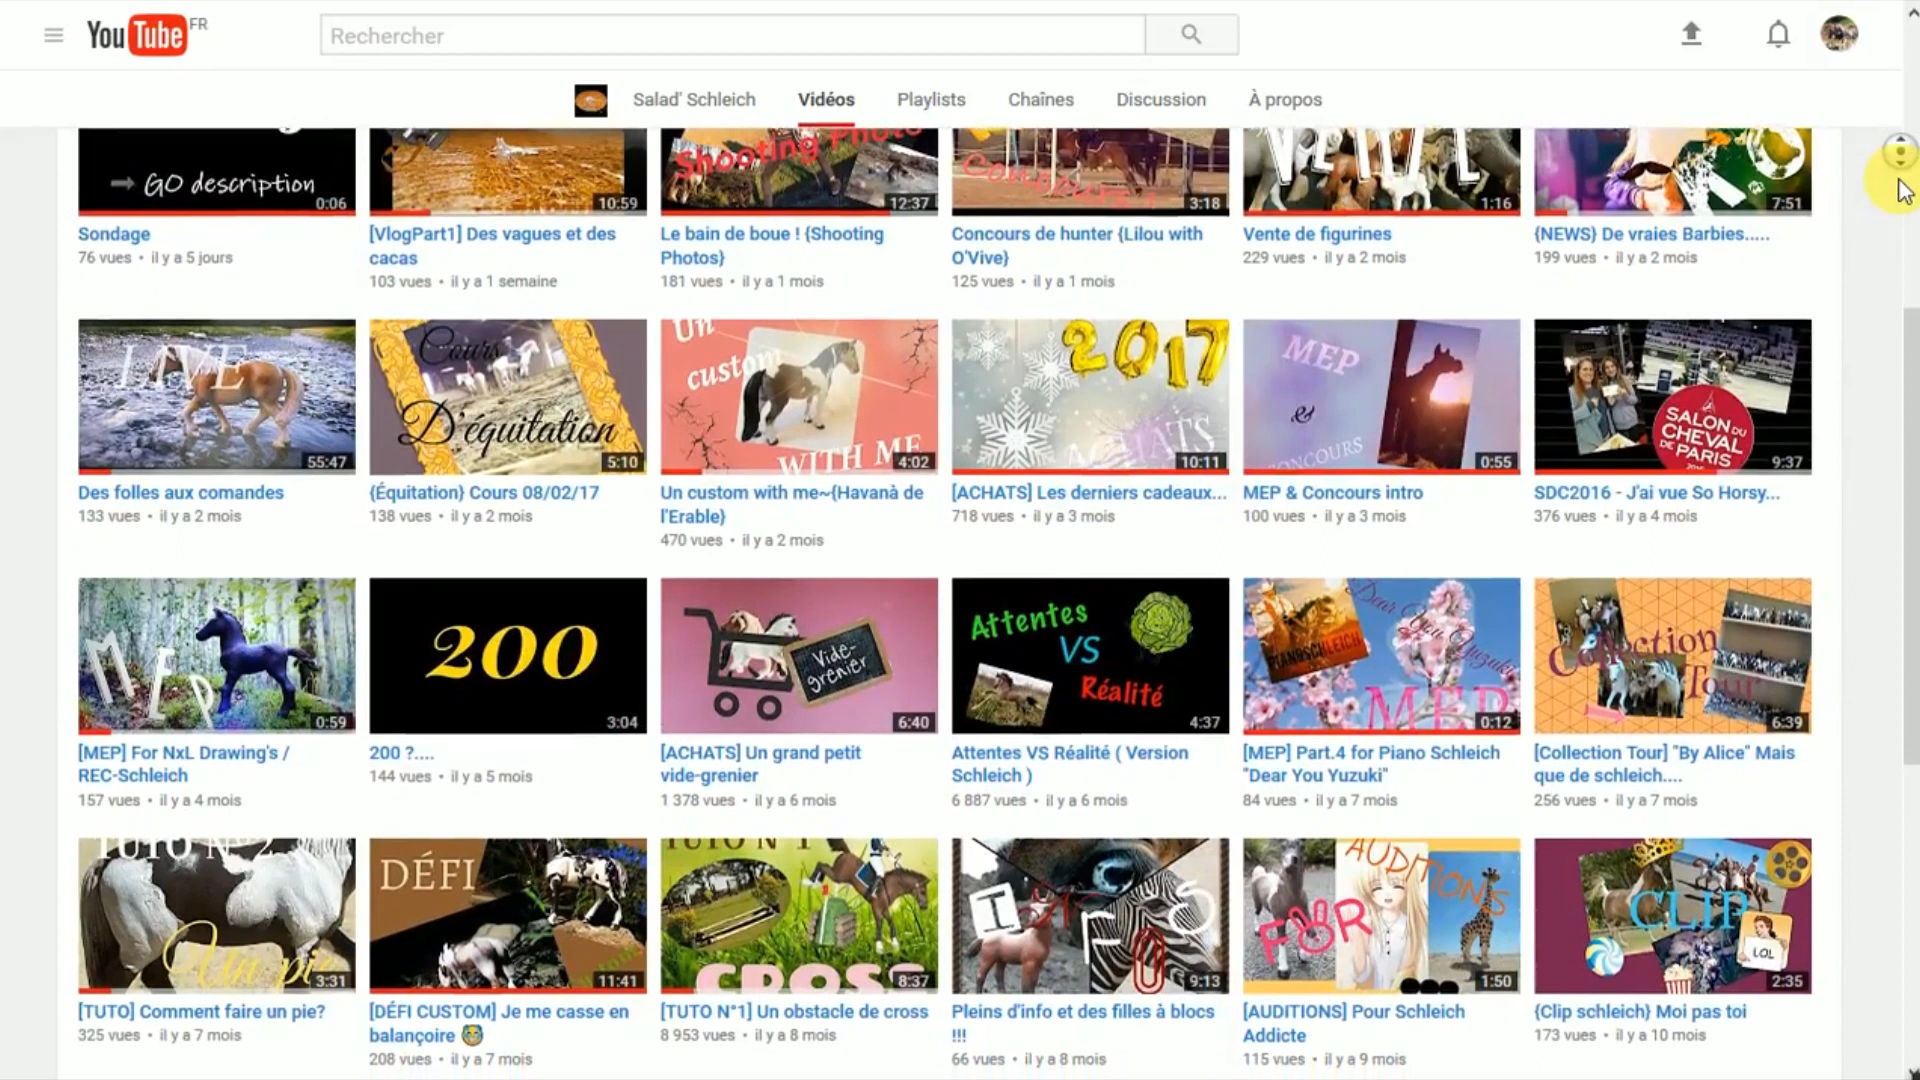 YouTube FR
Rechercher
Salad' Schleich Vidéos Playlists Chaînes Discussion À propos
GO description
0:06
10:59
Shooting Photo
12:37
3:18
1:16
7:51
Sondage
76 vues • il y a 5 jours
[VlogPart1] Des vagues et des
cacas
103 vues • il y a 1 semaine
Le bain de boue ! {Shooting
Photos}
181 vues • il y a 1 mois
Concours de hunter {Lilou with
O'Vive}
125 vues • il y a 1 mois
Vente de figurines
229 vues • il y a 2 mois
{NEWS} De vraies Barbies.....
199 vues • il y a 2 mois
LIVE
55:47
Cours
D'équitation
5:10
Un
custom
WITH ME
4:02
2017
ACHATS
10:11
MEP
&
CONCOURS
0:55
SALON DU
CHEVAL
DE PARIS
9:37
Des folles aux comandes
133 vues • il y a 2 mois
{Équitation} Cours 08/02/17
138 vues • il y a 2 mois
Un custom with me~{Havanà de
l'Erable}
470 vues • il y a 2 mois
[ACHATS] Les derniers cadeaux...
718 vues • il y a 3 mois
MEP & Concours intro
100 vues • il y a 3 mois
SDC2016 - J'ai vue So Horsy...
376 vues • il y a 4 mois
MEP
0:59
200
3:04
Vide-
grenier
6:40
Attentes
VS
Réalité
4:37
Dear You Yuzuki
PIANOSCHLEICH
MEP
0:12
Collection
Tour
6:39
[MEP] For NxL Drawing's /
REC-Schleich
157 vues • il y a 4 mois
200 ?....
144 vues • il y a 5 mois
[ACHATS] Un grand petit
vide-grenier
1 378 vues • il y a 6 mois
Attentes VS Réalité ( Version
Schleich )
6 887 vues • il y a 6 mois
[MEP] Part.4 for Piano Schleich
"Dear You Yuzuki"
84 vues • il y a 7 mois
[Collection Tour] "By Alice" Mais
que de schleich....
256 vues • il y a 7 mois
TUTO N°2
Un pie
3:31
DÉFI
11:41
TUTO N°1
CROSS
8:37
9:13
AUDITIONS
FOR
1:50
CLIP
LOL
2:35
[TUTO] Comment faire un pie?
325 vues • il y a 7 mois
[DÉFI CUSTOM] Je me casse en
balançoire
208 vues • il y a 7 mois
[TUTO N°1] Un obstacle de cross
8 953 vues • il y a 8 mois
Pleins d'info et des filles à blocs
!!!
66 vues • il y a 8 mois
[AUDITIONS] Pour Schleich
Addicte
115 vues • il y a 9 mois
{Clip schleich} Moi pas toi
173 vues • il y a 10 mois